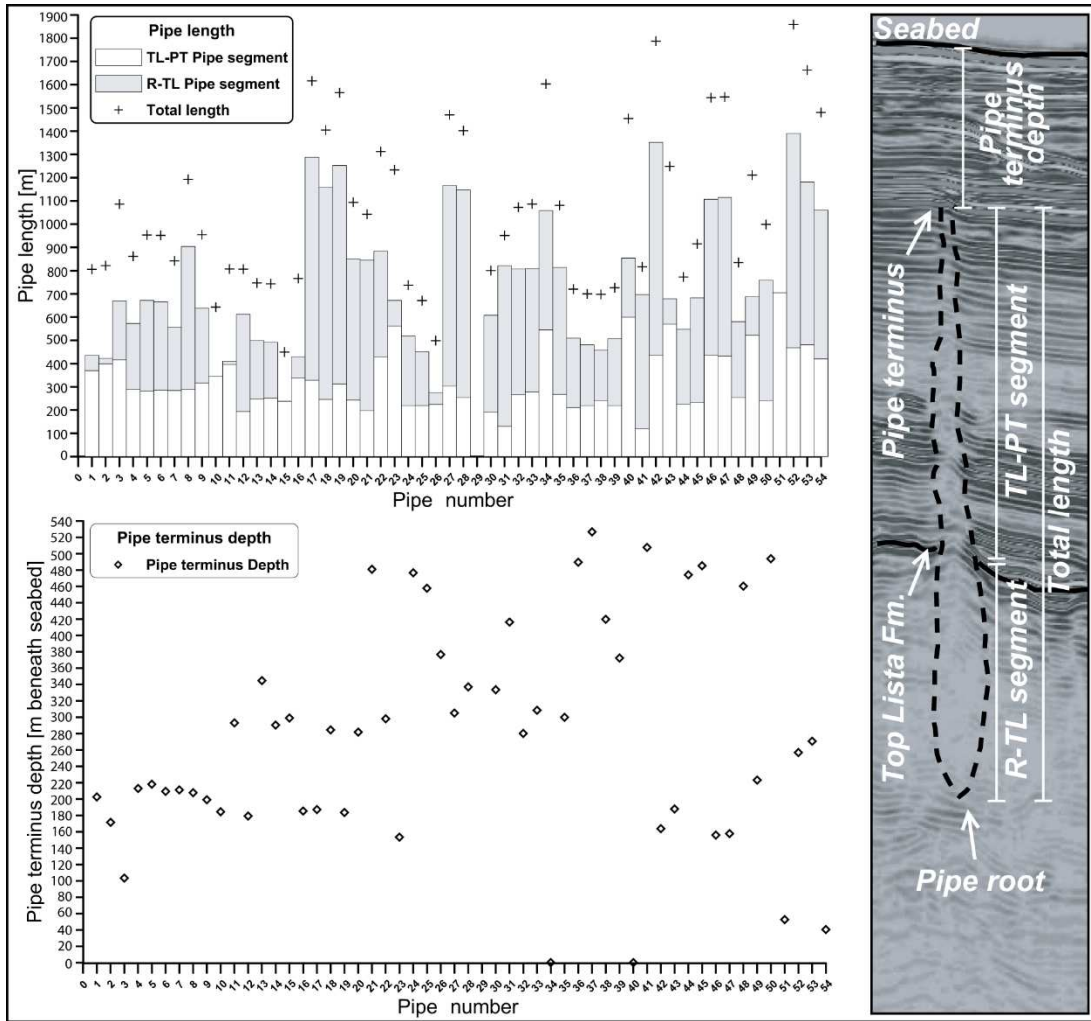 1900
1800
1700
1600
1500
1400
1300
1200
1100
1000
900
800
700
600
500
400
300
200
100
0
Pipe length [m]
Pipe length
TL-PT Pipe segment
R-TL Pipe segment
Total length
0 1 2 3 4 5 6 7 8 9 10 11 12 13 14 15 16 17 18 19 20 21 22 23 24 25 26 27 28 29 30 31 32 33 34 35 36 37 38 39 40 41 42 43 44 45 46 47 48 49 50 51 52 53 54
Pipe number
540
520
500
480
460
440
420
400
380
360
340
320
300
280
260
240
220
200
180
160
140
120
100
80
60
40
20
0
Pipe terminus depth [m beneath seabed]
Pipe terminus depth
Pipe terminus Depth
0 1 2 3 4 5 6 7 8 9 10 11 12 13 14 15 16 17 18 19 20 21 22 23 24 25 26 27 28 29 30 31 32 33 34 35 36 37 38 39 40 41 42 43 44 45 46 47 48 49 50 51 52 53 54
Pipe number
Seabed
Pipe
terminus
depth
Pipe terminus
TL-PT segment
Total length
Top Lista Fm.
R-TL segment
Pipe root